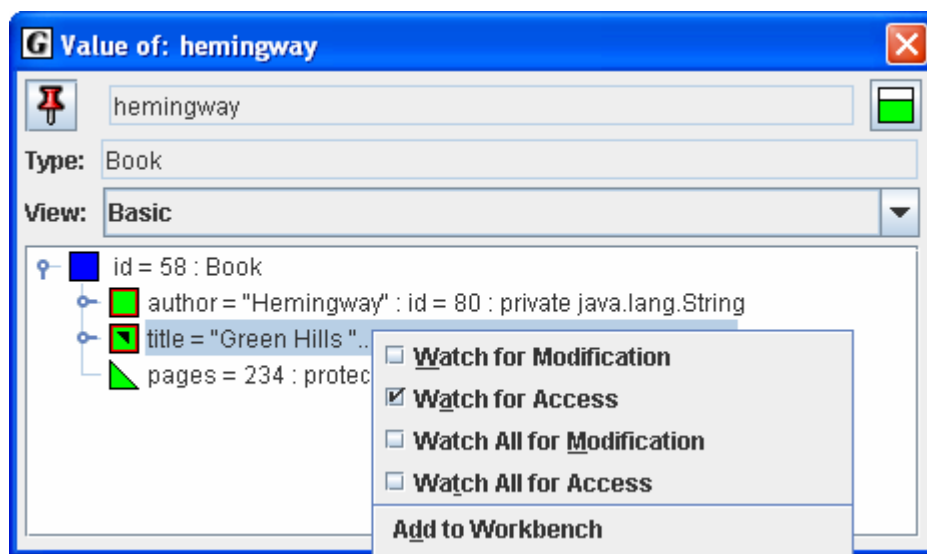 G Value of: hemingway
hemingway
Type: Book
View: Basic
id = 58 : Book
author = "Hemingway" : id = 80 : private java.lang.String
title = "Green Hills "...
pages = 234 : protec
Watch for Modification
Watch for Access
Watch All for Modification
Watch All for Access
Add to Workbench